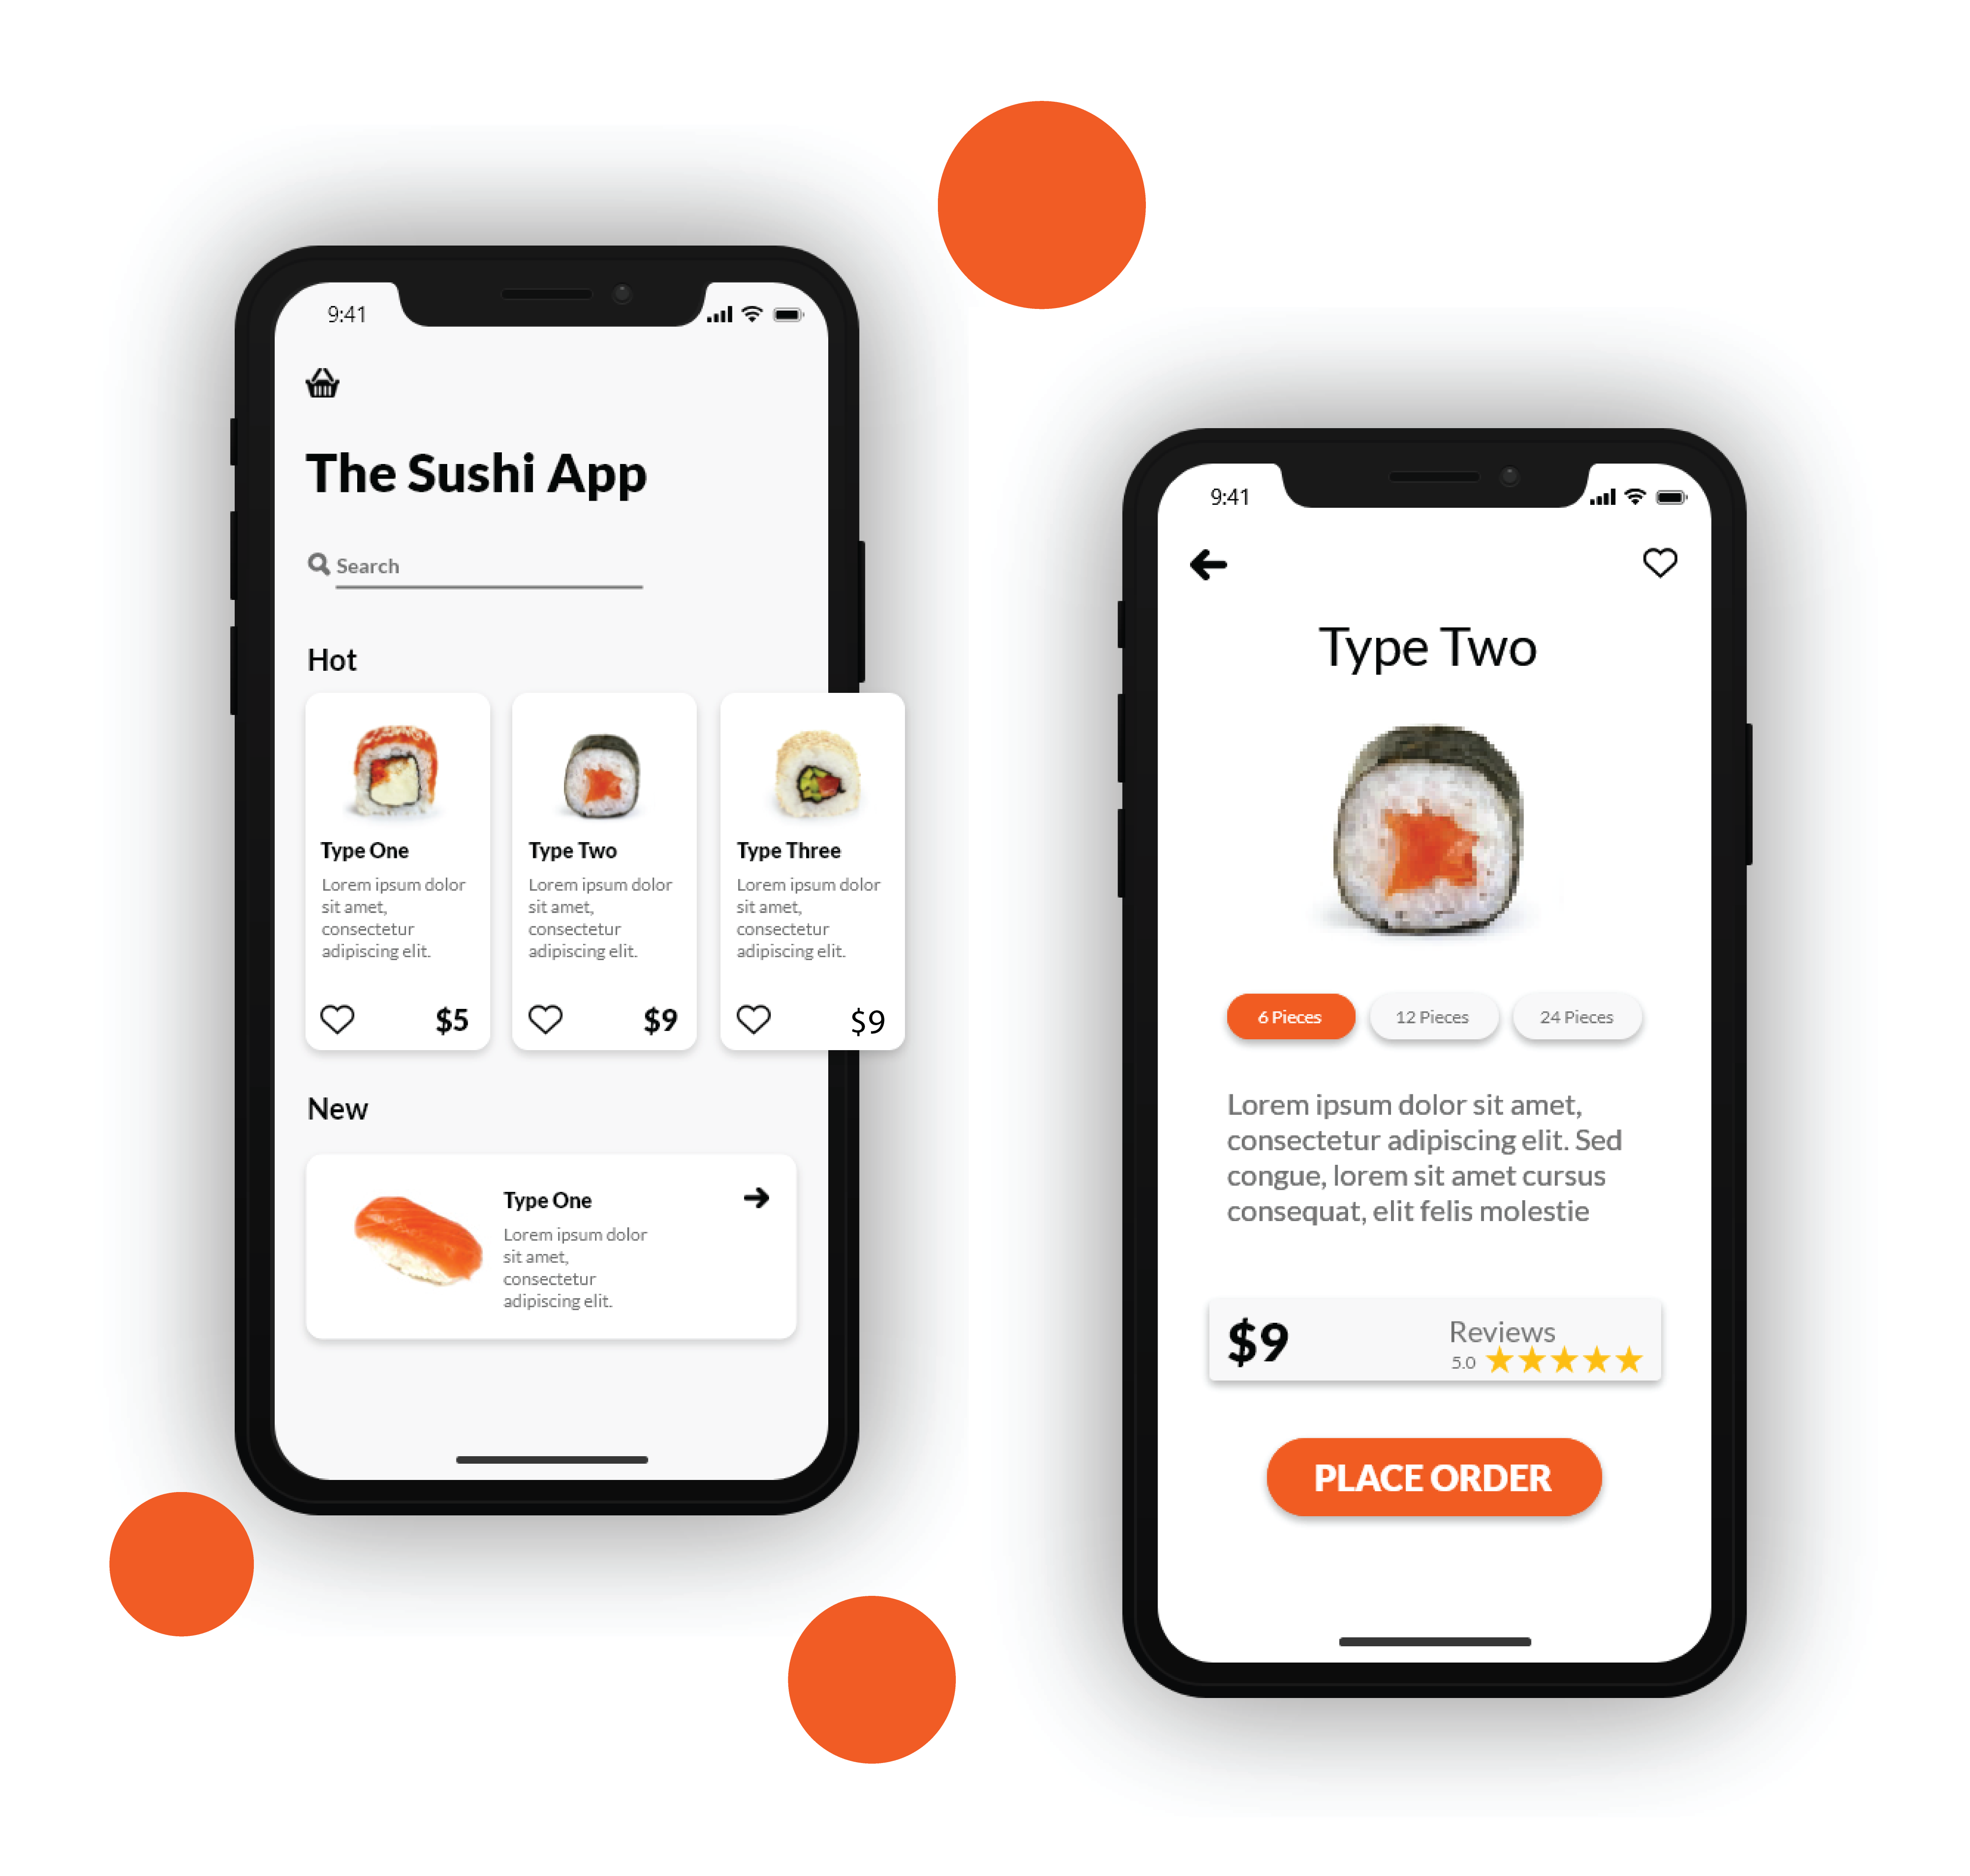 9:41
The Sushi App
Search
Hot
Type One
Lorem ipsum dolor
sit amet,
consectetur
adipiscing elit.
$5
Type Two
Lorem ipsum dolor
sit amet,
consectetur
adipiscing elit.
$9
Type Three
Lorem ipsum dolor
sit amet,
consectetur
adipiscing elit.
$9
New
Type One
Lorem ipsum dolor
sit amet,
consectetur
adipiscing elit.
9:41
Type Two
6 Pieces
12 Pieces
24 Pieces
Lorem ipsum dolor sit amet,
consectetur adipiscing elit. Sed
congue, lorem sit amet cursus
consequat, elit felis molestie
$9
Reviews
5.0
PLACE ORDER